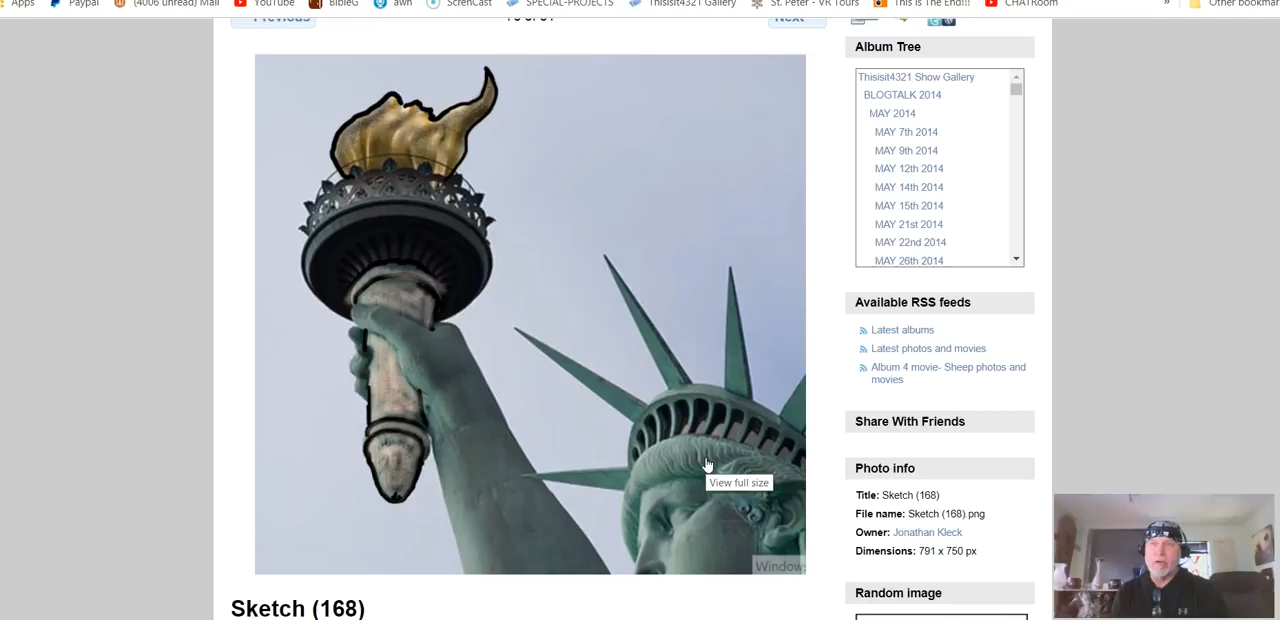 Apps
Paypal
(4006 unread) Mail
YouTube
BibleG
awn
ScrenCast
SPECIAL-PROJECTS
Thisisit4321 Gallery
St. Peter - VR Tours
This Is The End!!!
CHATRoom
»
Other bookmar
Previous
Next
Album Tree
Thisisit4321 Show Gallery
BLOGTALK 2014
MAY 2014
MAY 7th 2014
MAY 9th 2014
MAY 12th 2014
MAY 14th 2014
MAY 15th 2014
MAY 21st 2014
MAY 22nd 2014
MAY 26th 2014
Available RSS feeds
Latest albums
Latest photos and movies
Album 4 movie- Sheep photos and
movies
Share With Friends
Photo info
View full size
Title: Sketch (168)
File name: Sketch (168).png
Owner: Jonathan Kleck
Dimensions: 791 x 750 px
Windows
Random image
Sketch (168)